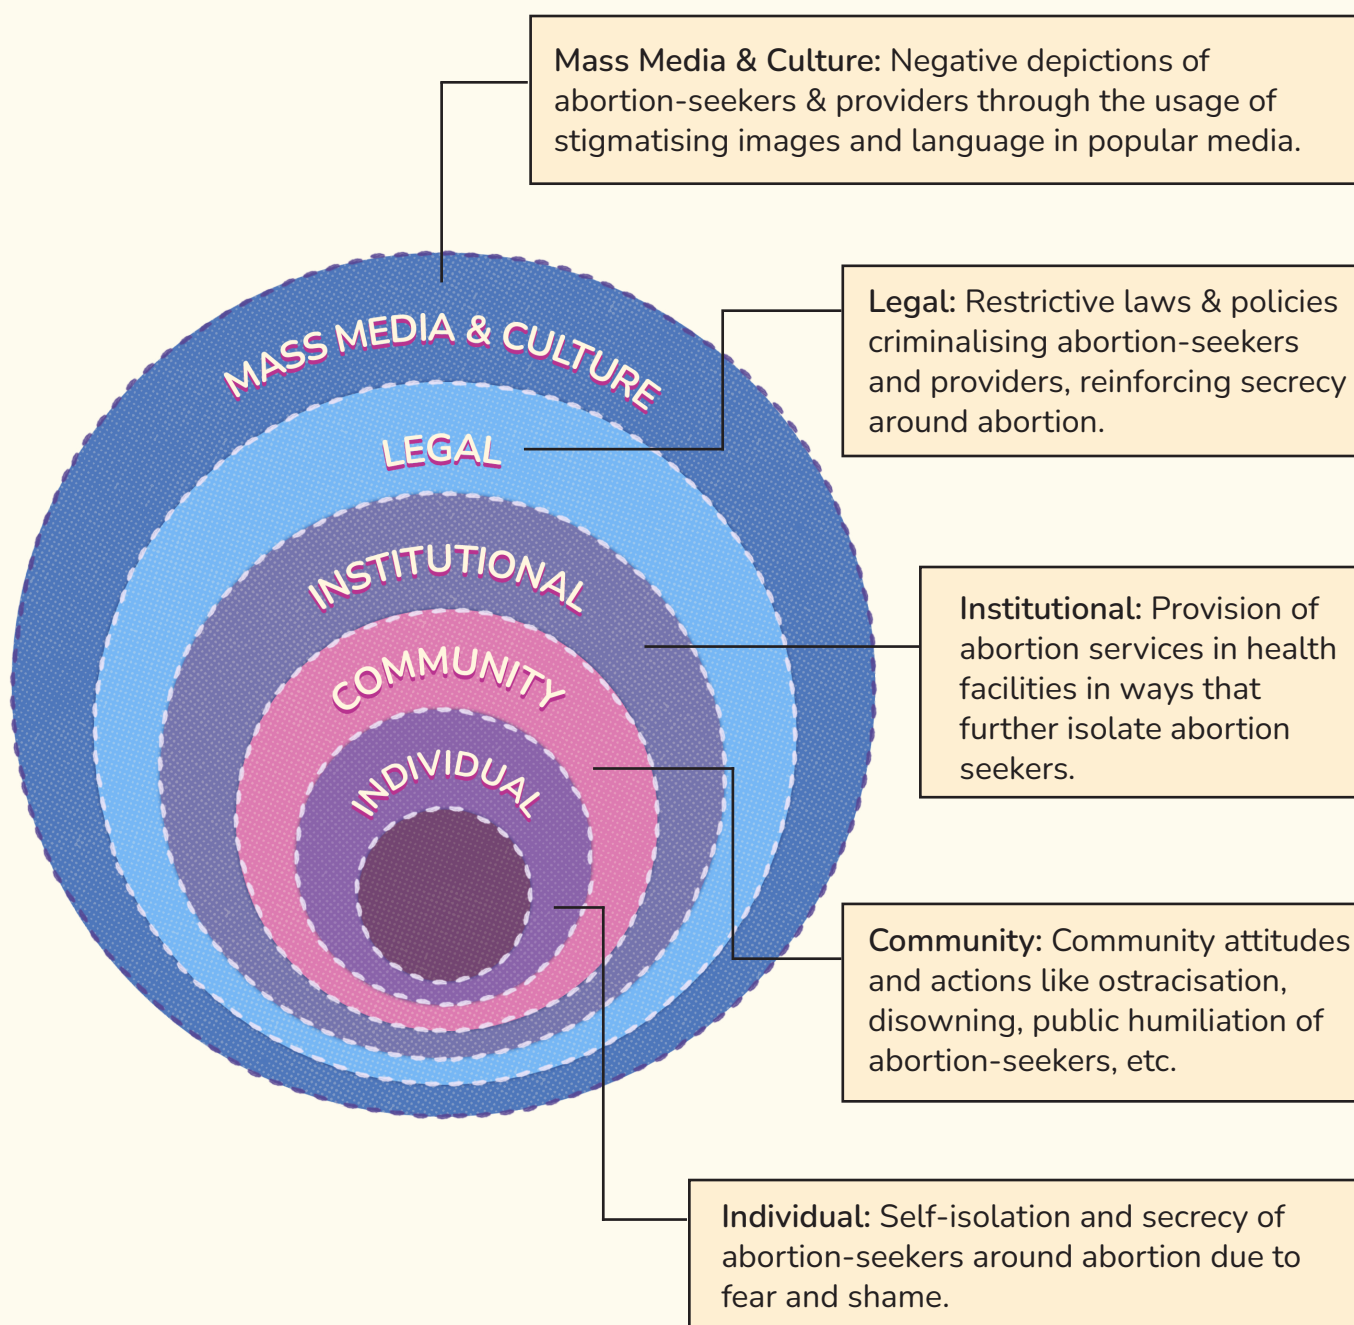 Mass Media & Culture: Negative depictions of
abortion-seekers & providers through the usage of
stigmatising images and language in popular media.
MASS MEDIA & CULTURE
Legal: Restrictive laws & policies
criminalising abortion-seekers
and providers, reinforcing secrecy
around abortion.
LEGAL
INSTITUTIONAL
Institutional: Provision of
abortion services in health
facilities in ways that
further isolate abortion
seekers.
COMMUNITY
INDIVIDUAL
Community: Community attitudes
and actions like ostracisation,
disowning, public humiliation of
abortion-seekers, etc.
Individual: Self-isolation and secrecy of
abortion-seekers around abortion due to
fear and shame.